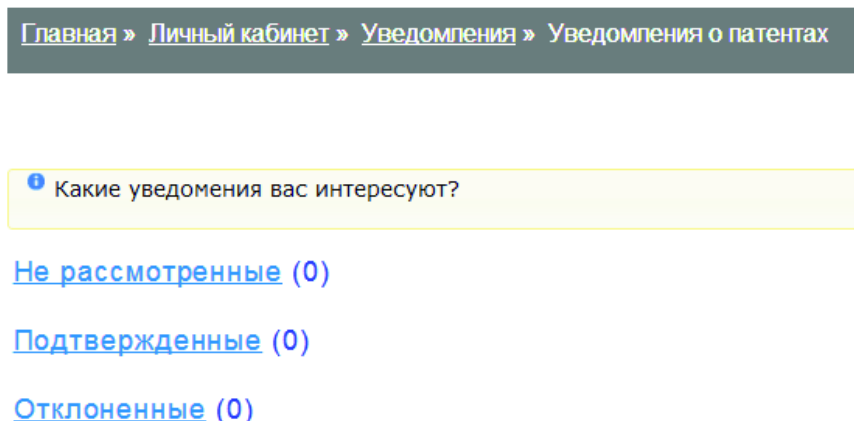 Главная » Личный кабинет » Уведомления » Уведомления о патентах
Какие уведомения вас интересуют?
Не рассмотренные (0)
Подтвержденные (0)
Отклоненные (0)